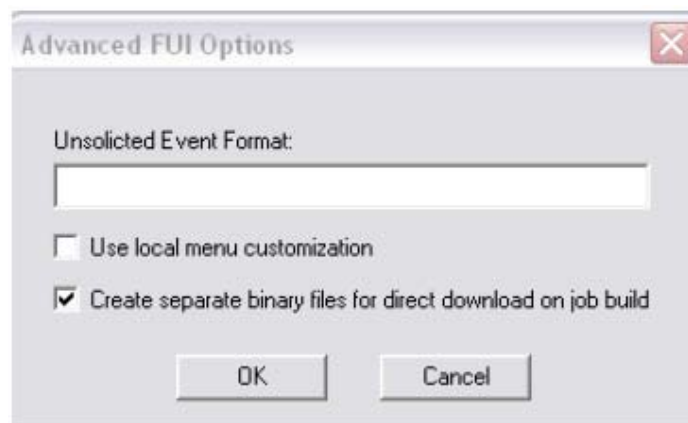 Advanced FUI Options
Unsolicted Event Format:
Use local menu customization
Create separate binary files for direct download on job build
OK
Cancel